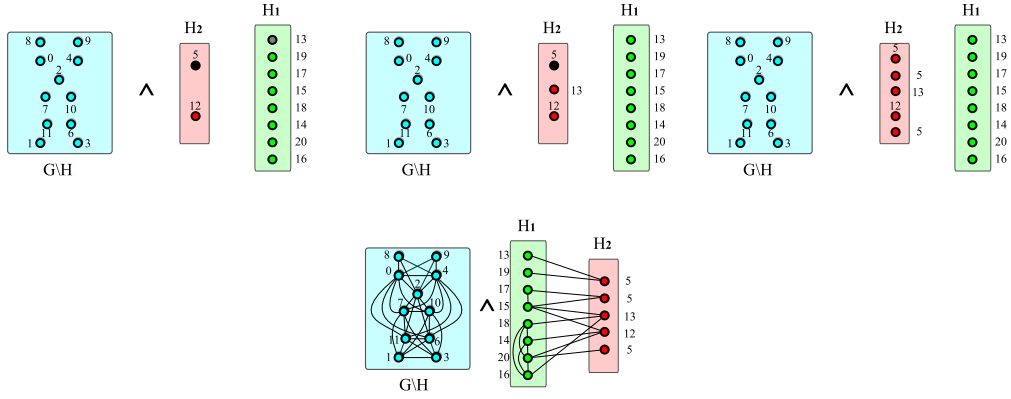 H1 H1 H1
H2 H2 H2
8 9 13 8 9 13 8 9 13
0 4 5 19 0 4 5 19 0 4 5 19
2 17 2 17 2 5 17
^ 15 ^ 13 15 ^ 13 15
7 10 12 18 7 10 12 18 7 10 12 18
11 6 14 11 6 14 11 6 5 14
1 3 20 1 3 20 1 3 20
16 16 16
G\H G\H G\H
H1
H2
8 9 13
0 4 19 5
2 17 5
7 10 ^ 15 13
18 12
11 6 14 5
1 3 20
16
G\H